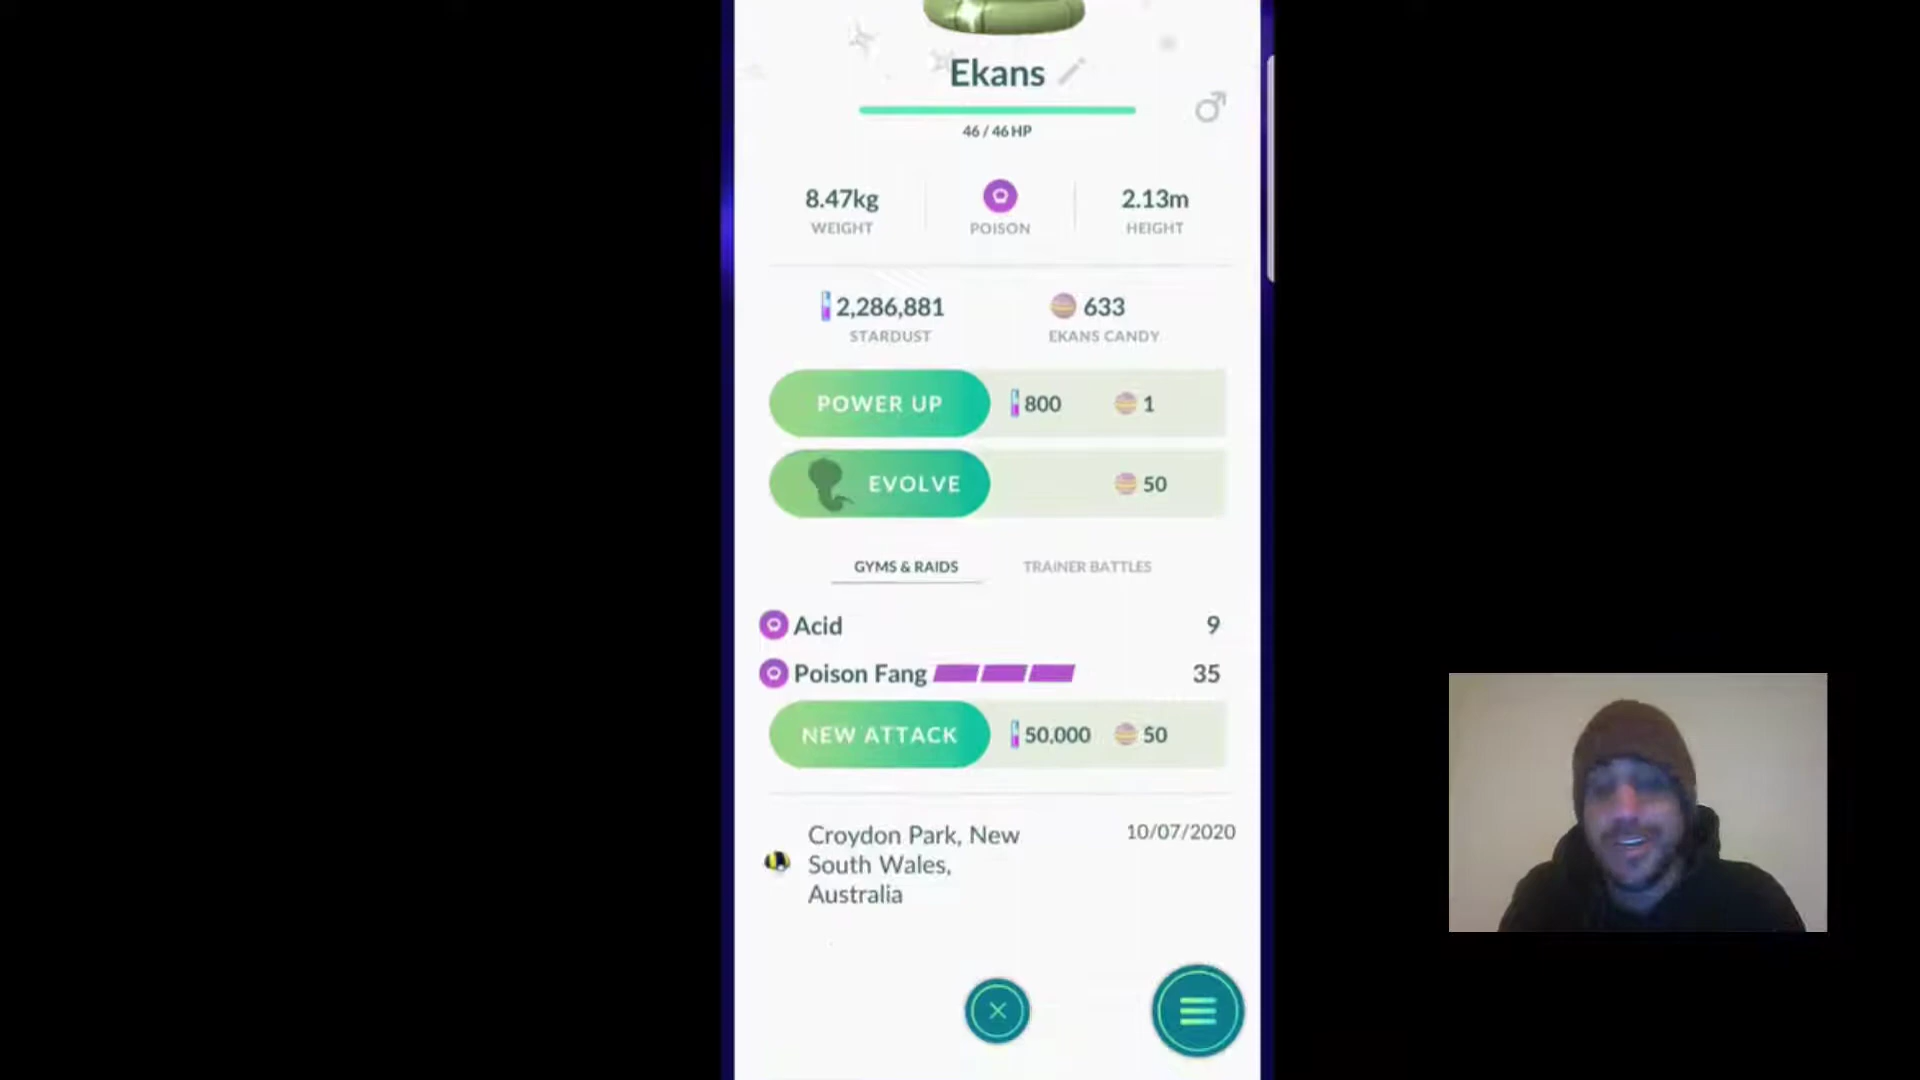 Ekans
46 / 46 HP
8.47kg
WEIGHT
POISON
2.13m
HEIGHT
2,286,881
STARDUST
633
EKANS CANDY
POWER UP
800
1
EVOLVE
50
GYMS & RAIDS
TRAINER BATTLES
Acid
9
Poison Fang
35
NEW ATTACK
50,000
50
Croydon Park, New
South Wales,
Australia
10/07/2020